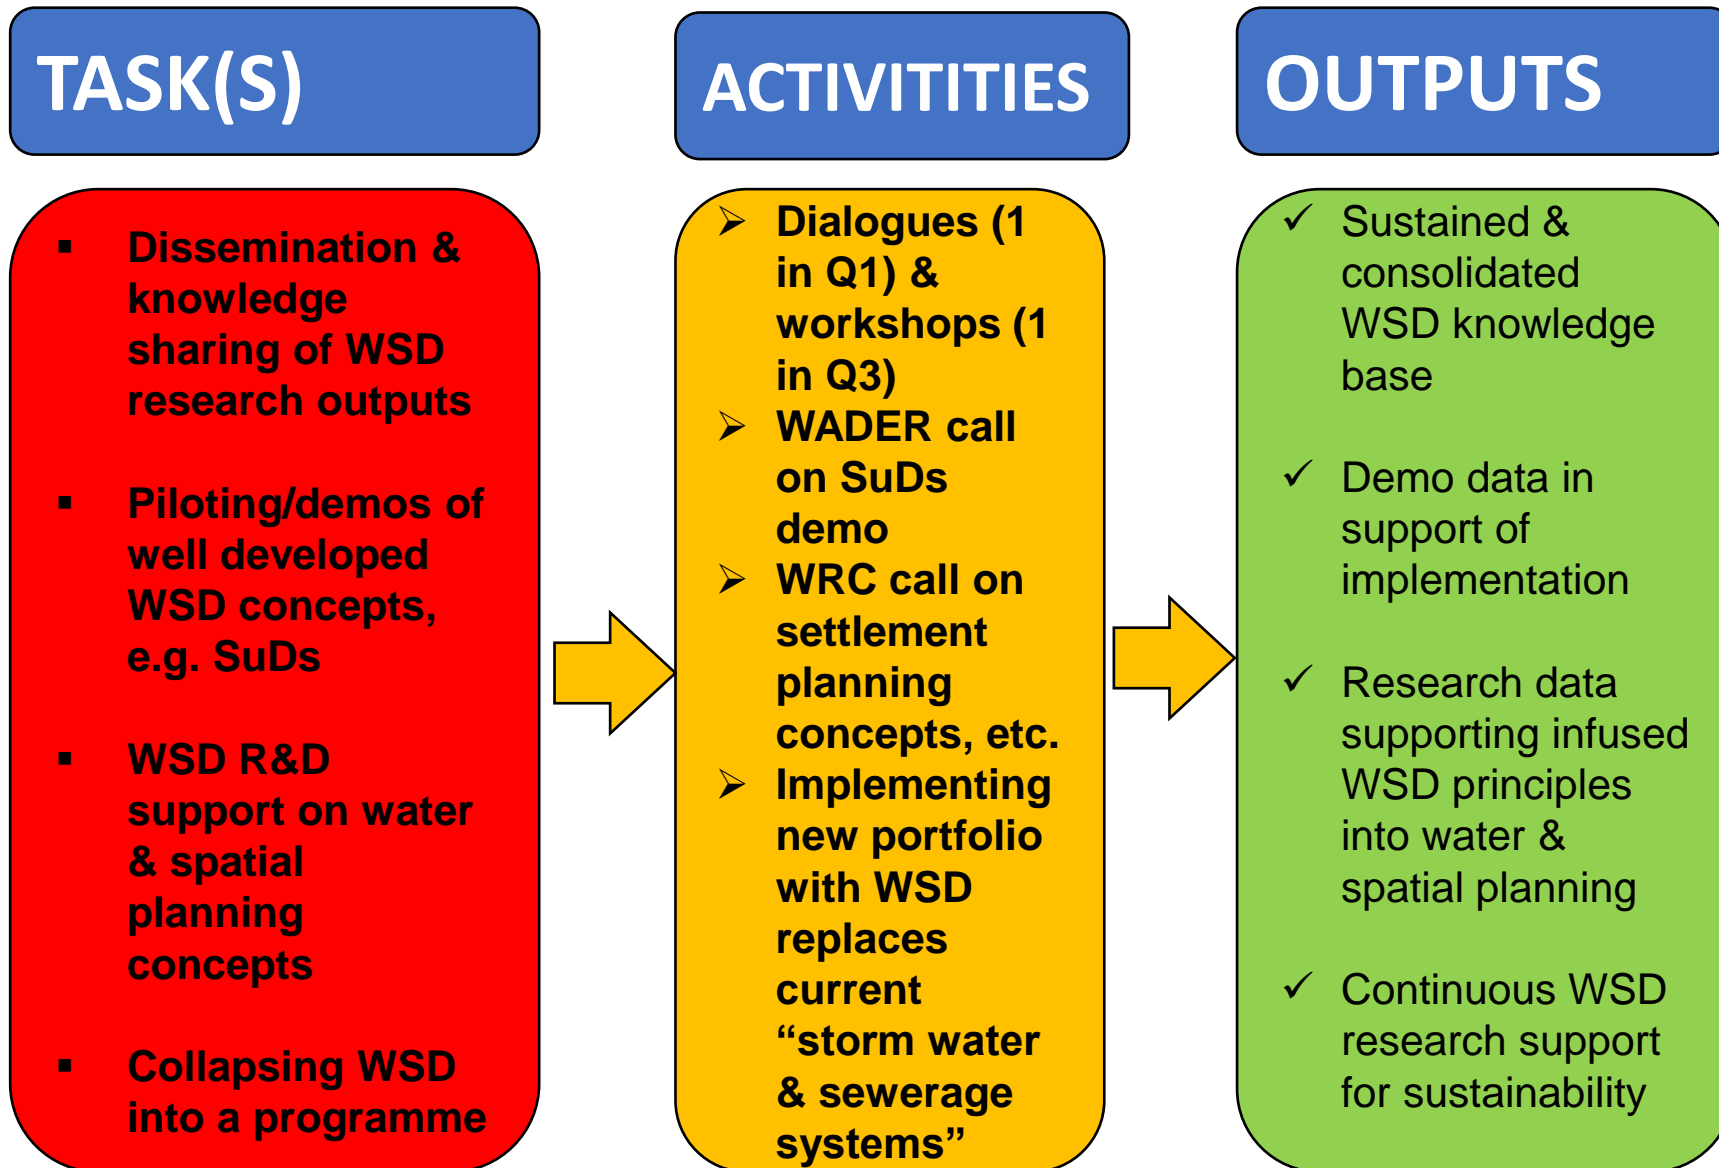 TASK(S)
▪ Dissemination &
knowledge
sharing of WSD
research outputs
▪ Piloting/demos of
well developed
WSD concepts,
e.g. SuDs
▪ WSD R&D
support on water
& spatial
planning
concepts
▪ Collapsing WSD
into a programme
ACTIVITITIES
➢ Dialogues (1
in Q1) &
workshops (1
in Q3)
➢ WADER call
on SuDs
demo
➢ WRC call on
settlement
planning
concepts, etc.
➢ Implementing
new portfolio
with WSD
replaces
current
“storm water
& sewerage
systems”
OUTPUTS
✓ Sustained &
consolidated
WSD knowledge
base
✓ Demo data in
support of
implementation
✓ Research data
supporting infused
WSD principles
into water &
spatial planning
✓ Continuous WSD
research support
for sustainability